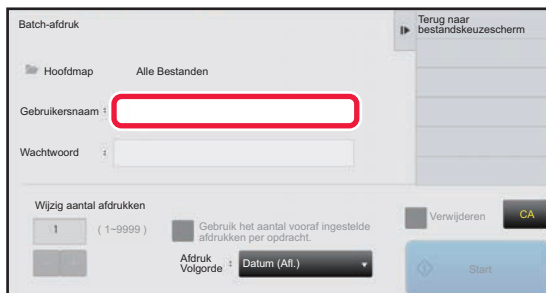 Batch-afdruk
Terug naar
bestandskeuzescherm
Hoofdmap Alle Bestanden
Gebruikersnaam :
Wachtwoord :
Wijzig aantal afdrukken
1 ( 1~9999 )
Gebruik het aantal vooraf ingestelde
afdrukken per opdracht.
Verwijderen CA
Afdruk
Volgorde : Datum (Afl.)
Start